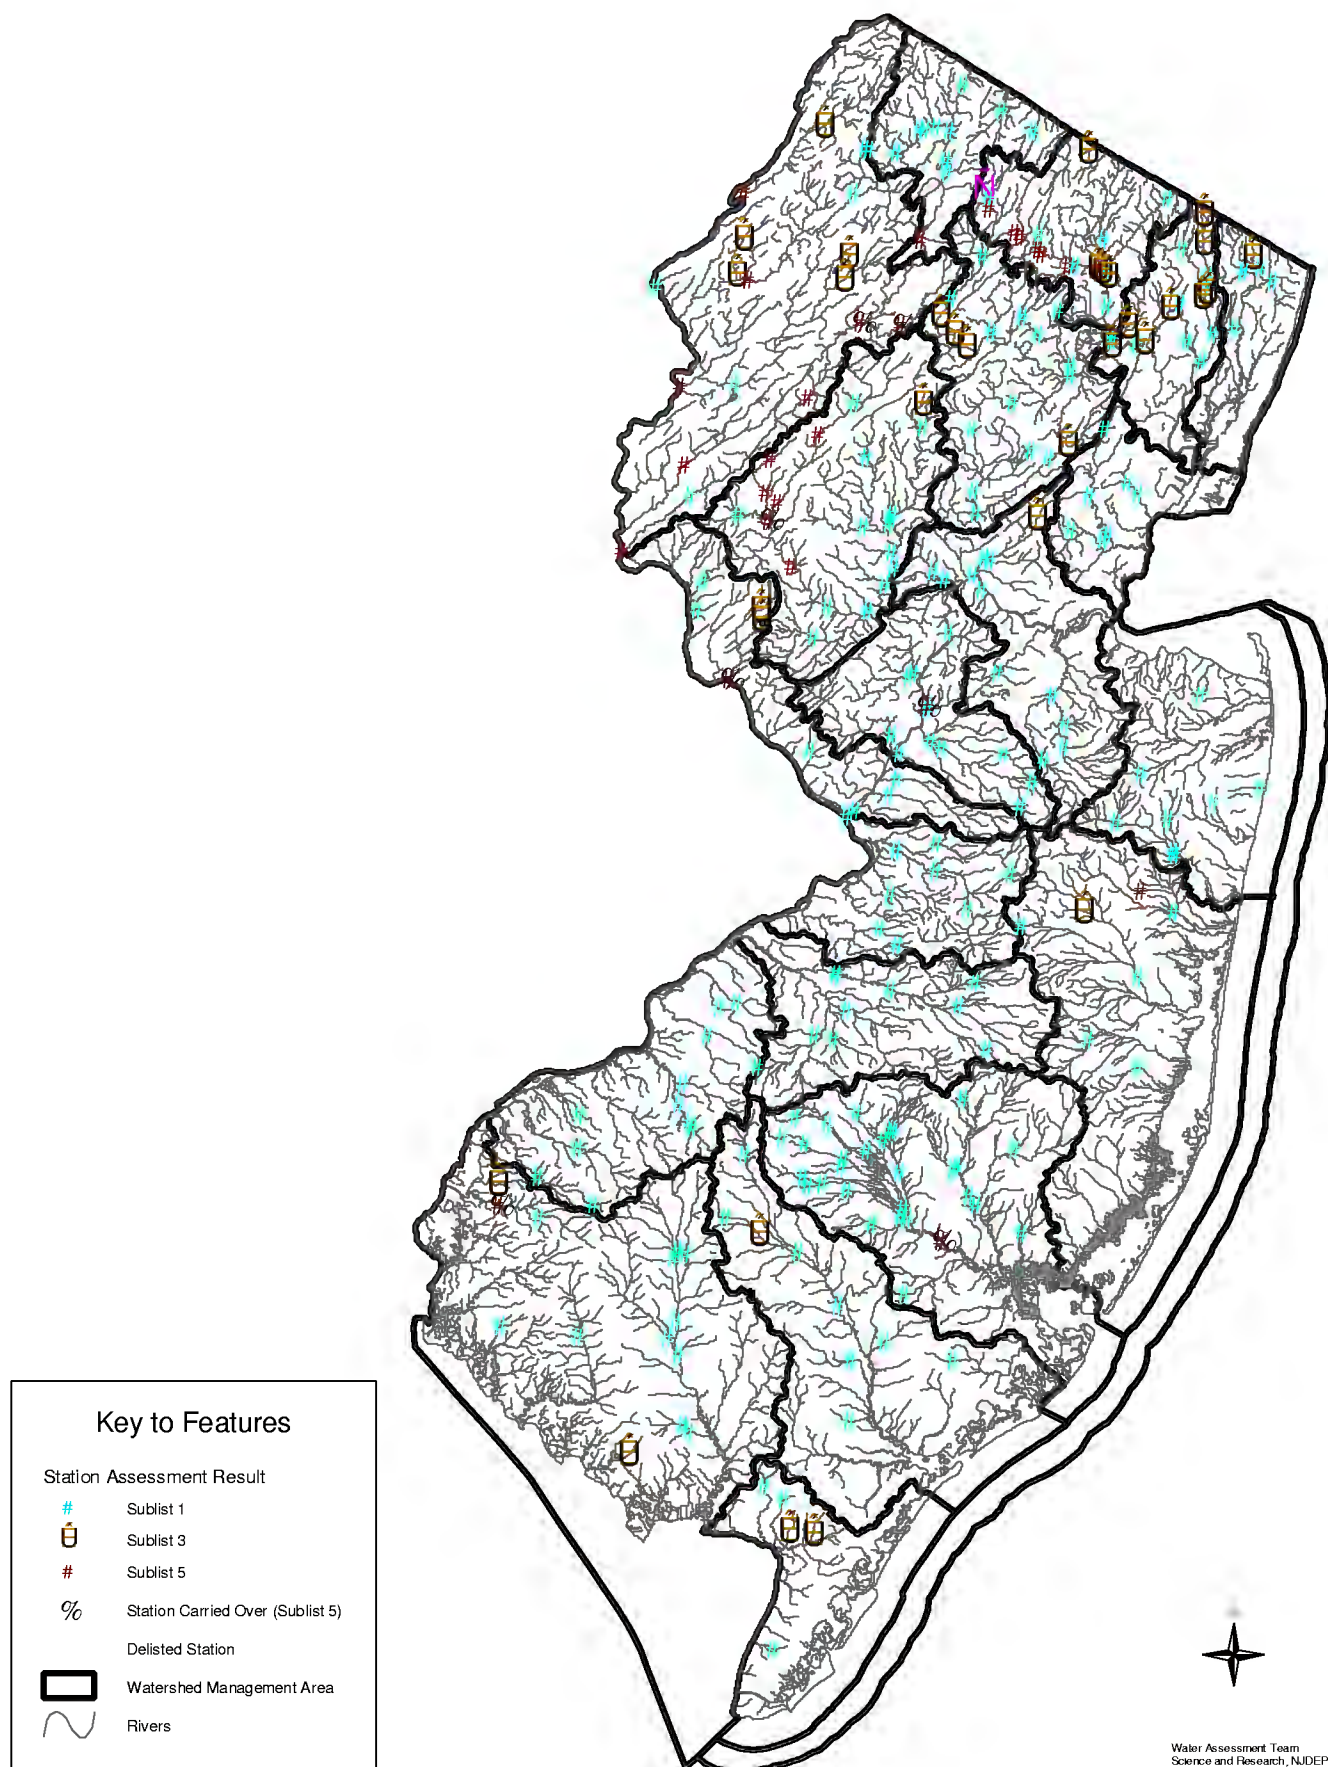 Key to Features
Station Assessment Result
# Sublist 1
Sublist 3
# Sublist 5
% Station Carried Over (Sublist 5)
Delisted Station
Watershed Management Area
Rivers
Water Assessment Team
Science and Research, NJDEP